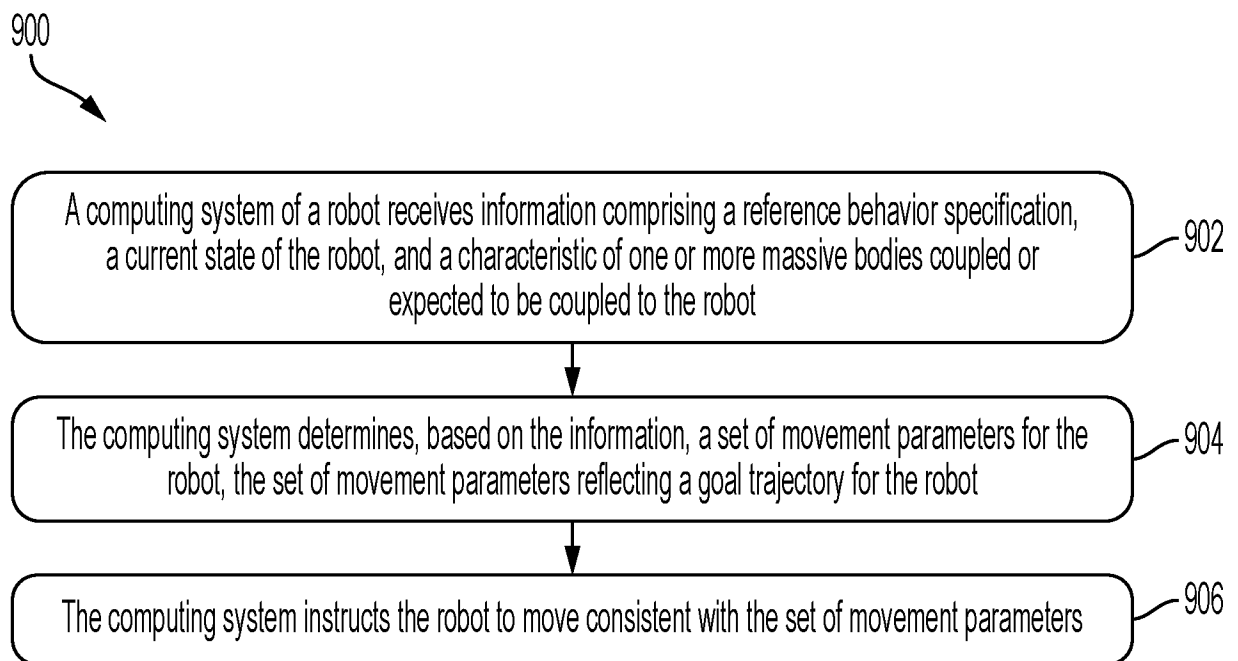 900
A computing system of a robot receives information comprising a reference behavior specification,
a current state of the robot, and a characteristic of one or more massive bodies coupled or
expected to be coupled to the robot
902
The computing system determines, based on the information, a set of movement parameters for the
robot, the set of movement parameters reflecting a goal trajectory for the robot
904
The computing system instructs the robot to move consistent with the set of movement parameters
906